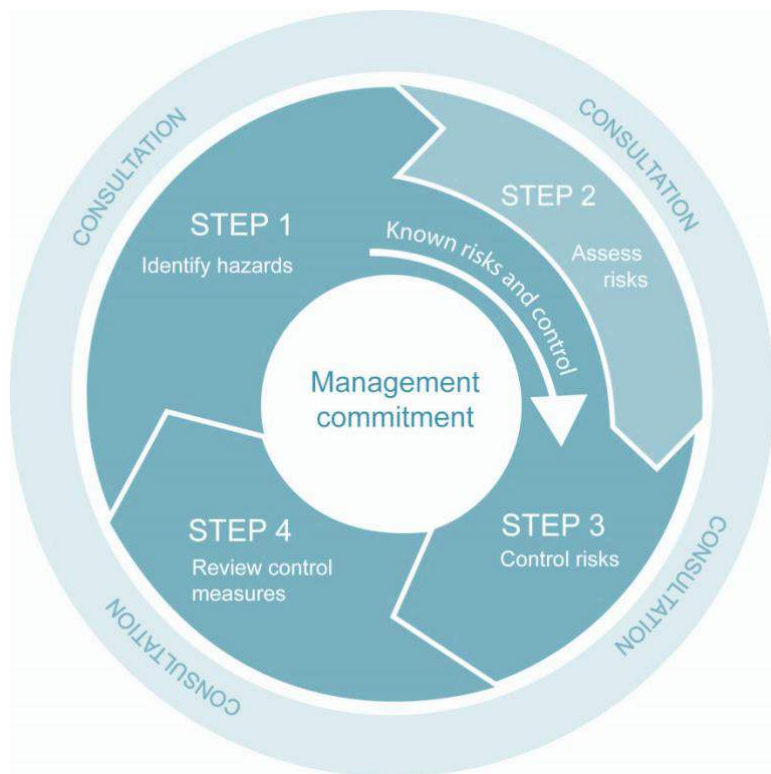 CONSULTATION
CONSULTATION
STEP 1
Identify hazards
STEP 2
Assess
risks
Known risks and control
Management
commitment
STEP 3
Control risks
STEP 4
Review control
measures
CONSULTATION
CONSULTATION